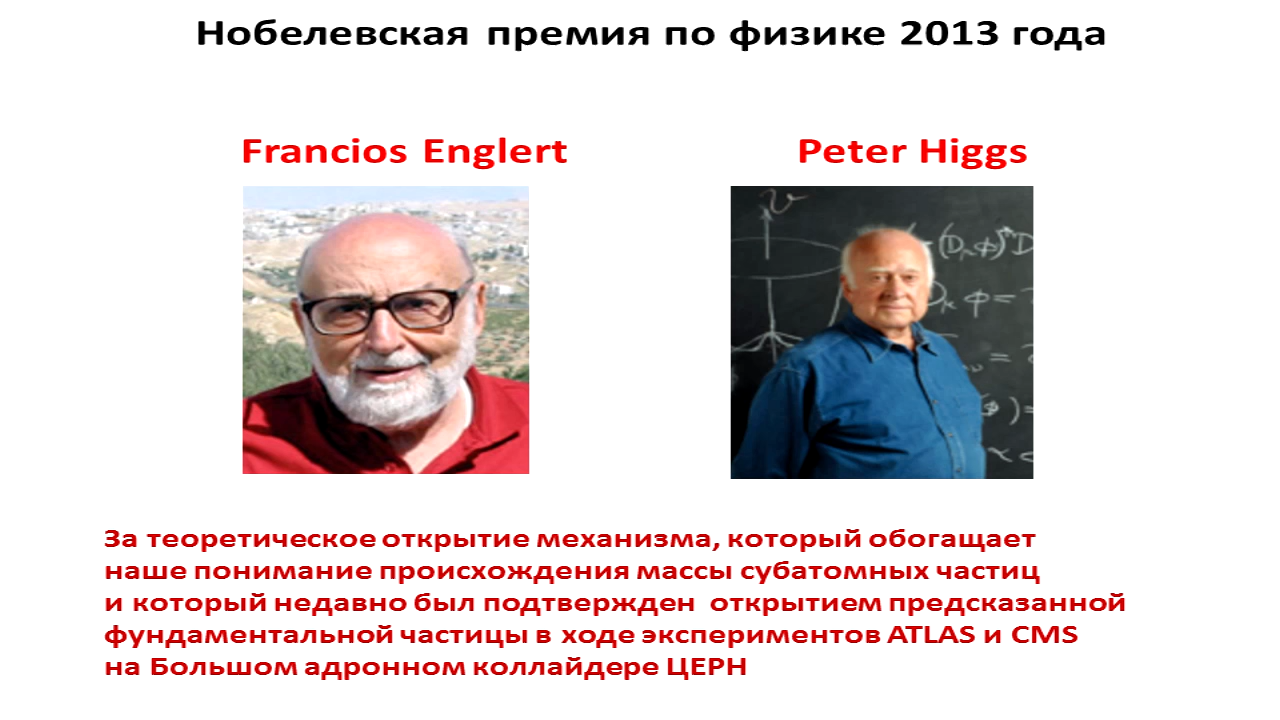 Нобелевская премия по физике 2013 года
Francios Englert
Peter Higgs
За теоретическое открытие механизма, который обогащает
наше понимание происхождения массы субатомных частиц
и который недавно был подтвержден открытием предсказанной
фундаментальной частицы в ходе экспериментов ATLAS и CMS
на Большом адронном коллайдере ЦЕРН